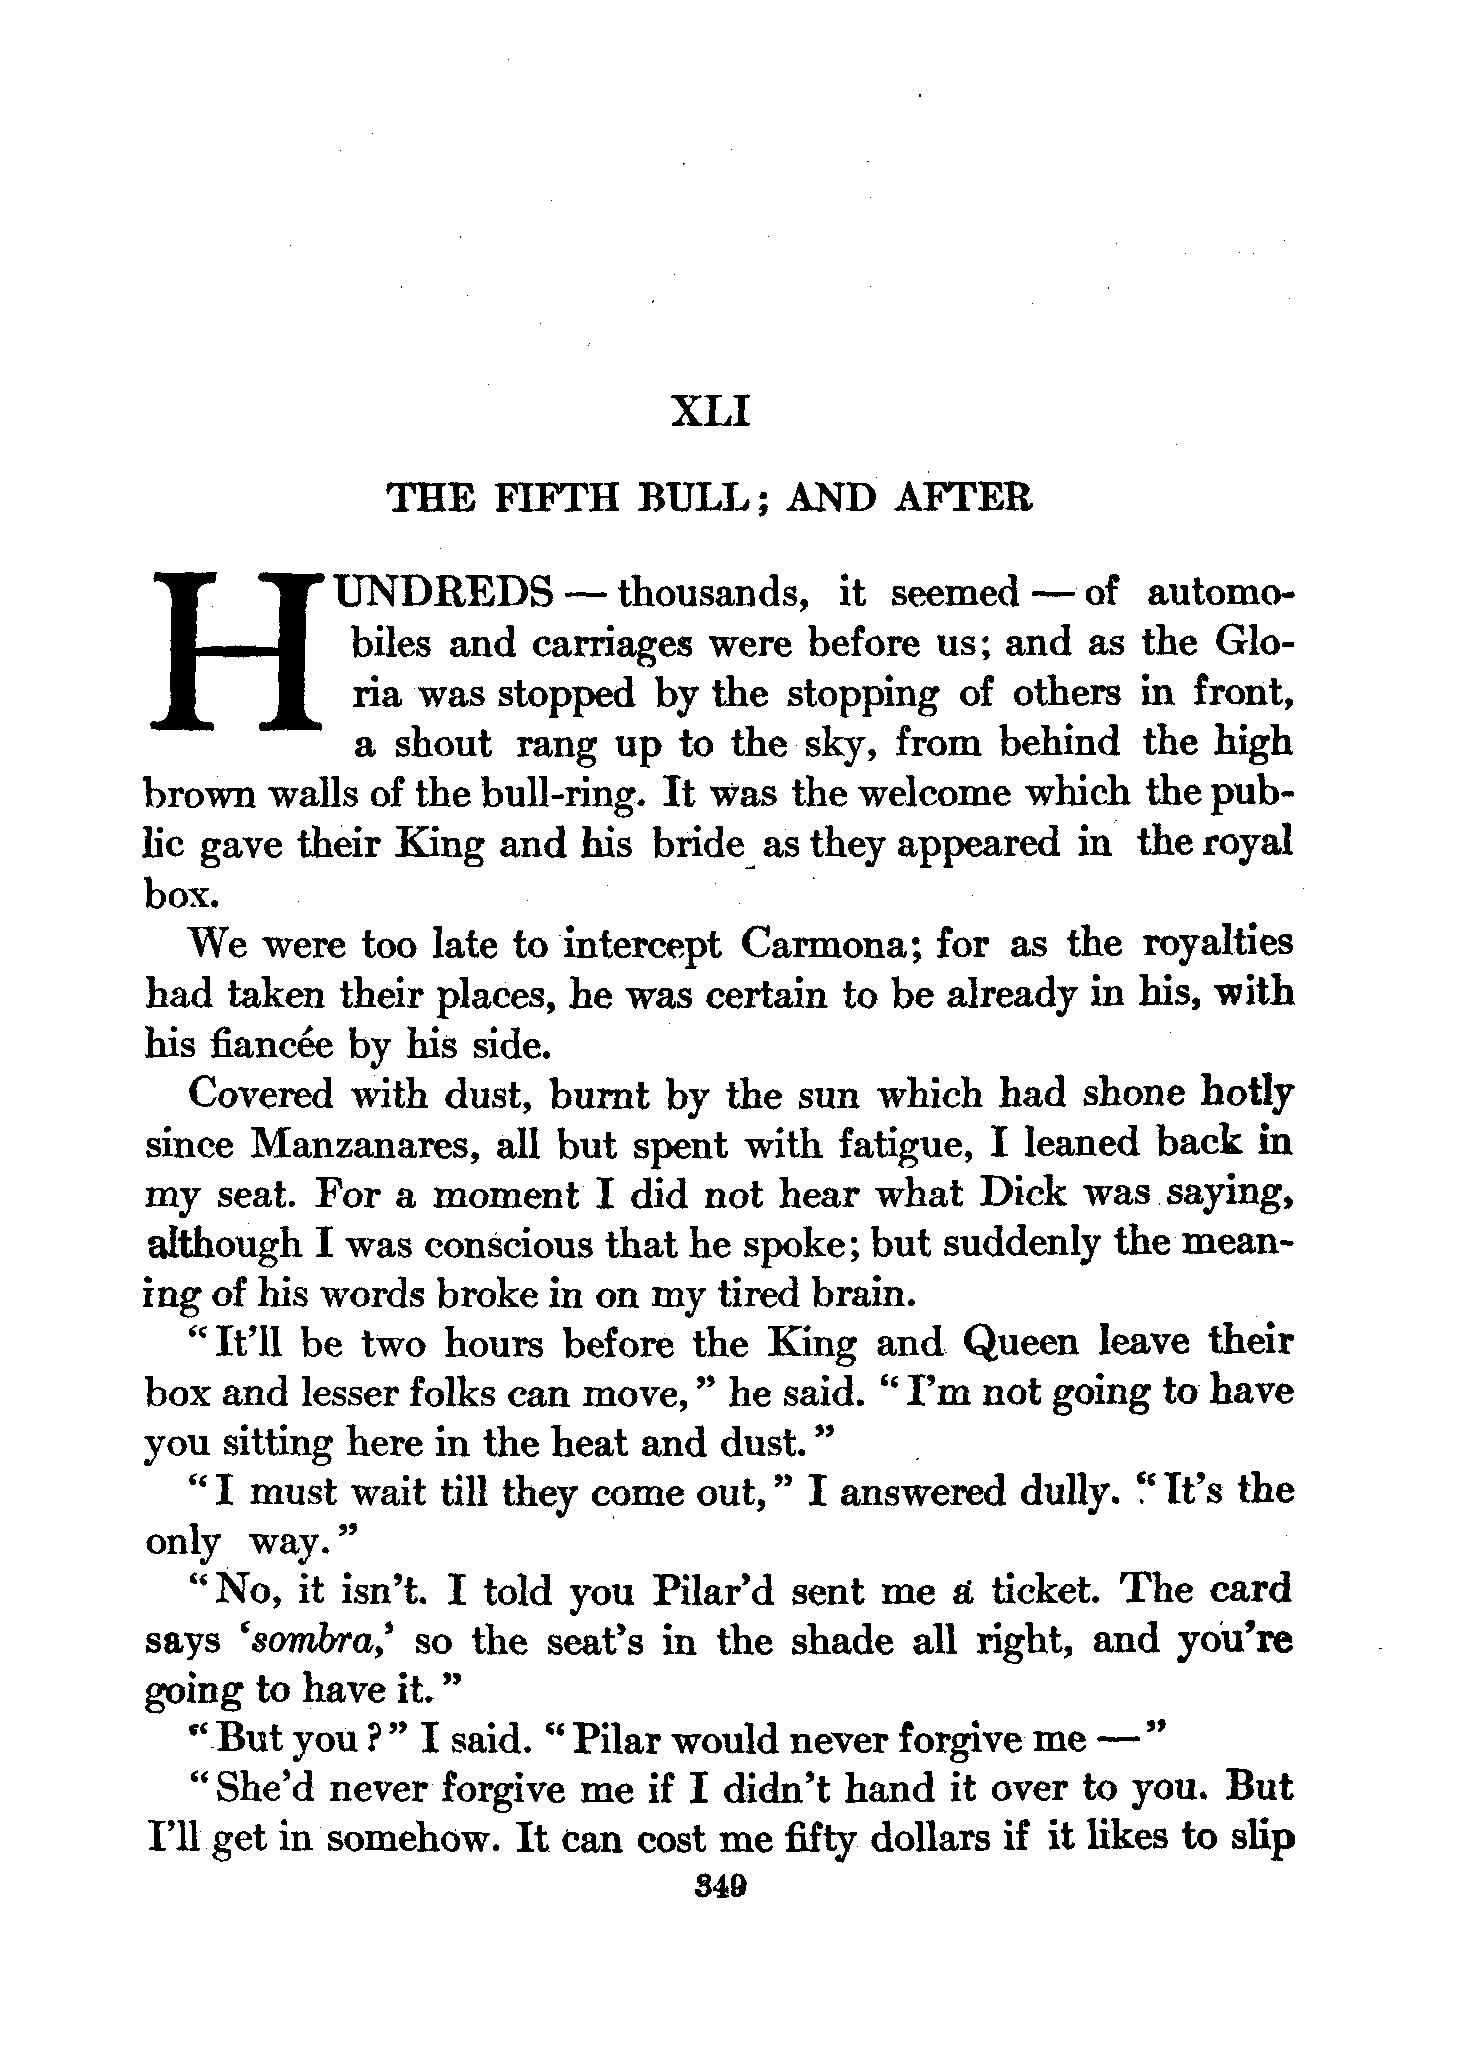 XLI
THE FIFTH BULL; AND AFTER
HUNDREDS — thousands, it seemed — of automo-
biles and carriages were before us; and as the Glo-
ria was stopped by the stopping of others in front,
a shout rang up to the sky, from behind the high
brown walls of the bull-ring. It was the welcome which the pub-
lic gave their King and his bride as they appeared in the royal
box.
We were too late to intercept Carmona; for as the royalties
had taken their places, he was certain to be already in his, with
his fiancée by his side.
Covered with dust, burnt by the sun which had shone hotly
since Manzanares, all but spent with fatigue, I leaned back in
my seat. For a moment I did not hear what Dick was saying,
although I was conscious that he spoke; but suddenly the mean-
ing of his words broke in on my tired brain.
"It'll be two hours before the King and Queen leave their
box and lesser folks can move," he said. "I'm not going to have
you sitting here in the heat and dust."
"I must wait till they come out," I answered dully. "It's the
only way."
"No, it isn't. I told you Pilar'd sent me a ticket. The card
says 'sombra,' so the seat's in the shade all right, and you're
going to have it."
"But you?" I said. "Pilar would never forgive me —"
"She'd never forgive me if I didn't hand it over to you. But
I'll get in somehow. It can cost me fifty dollars if it likes to slip
349